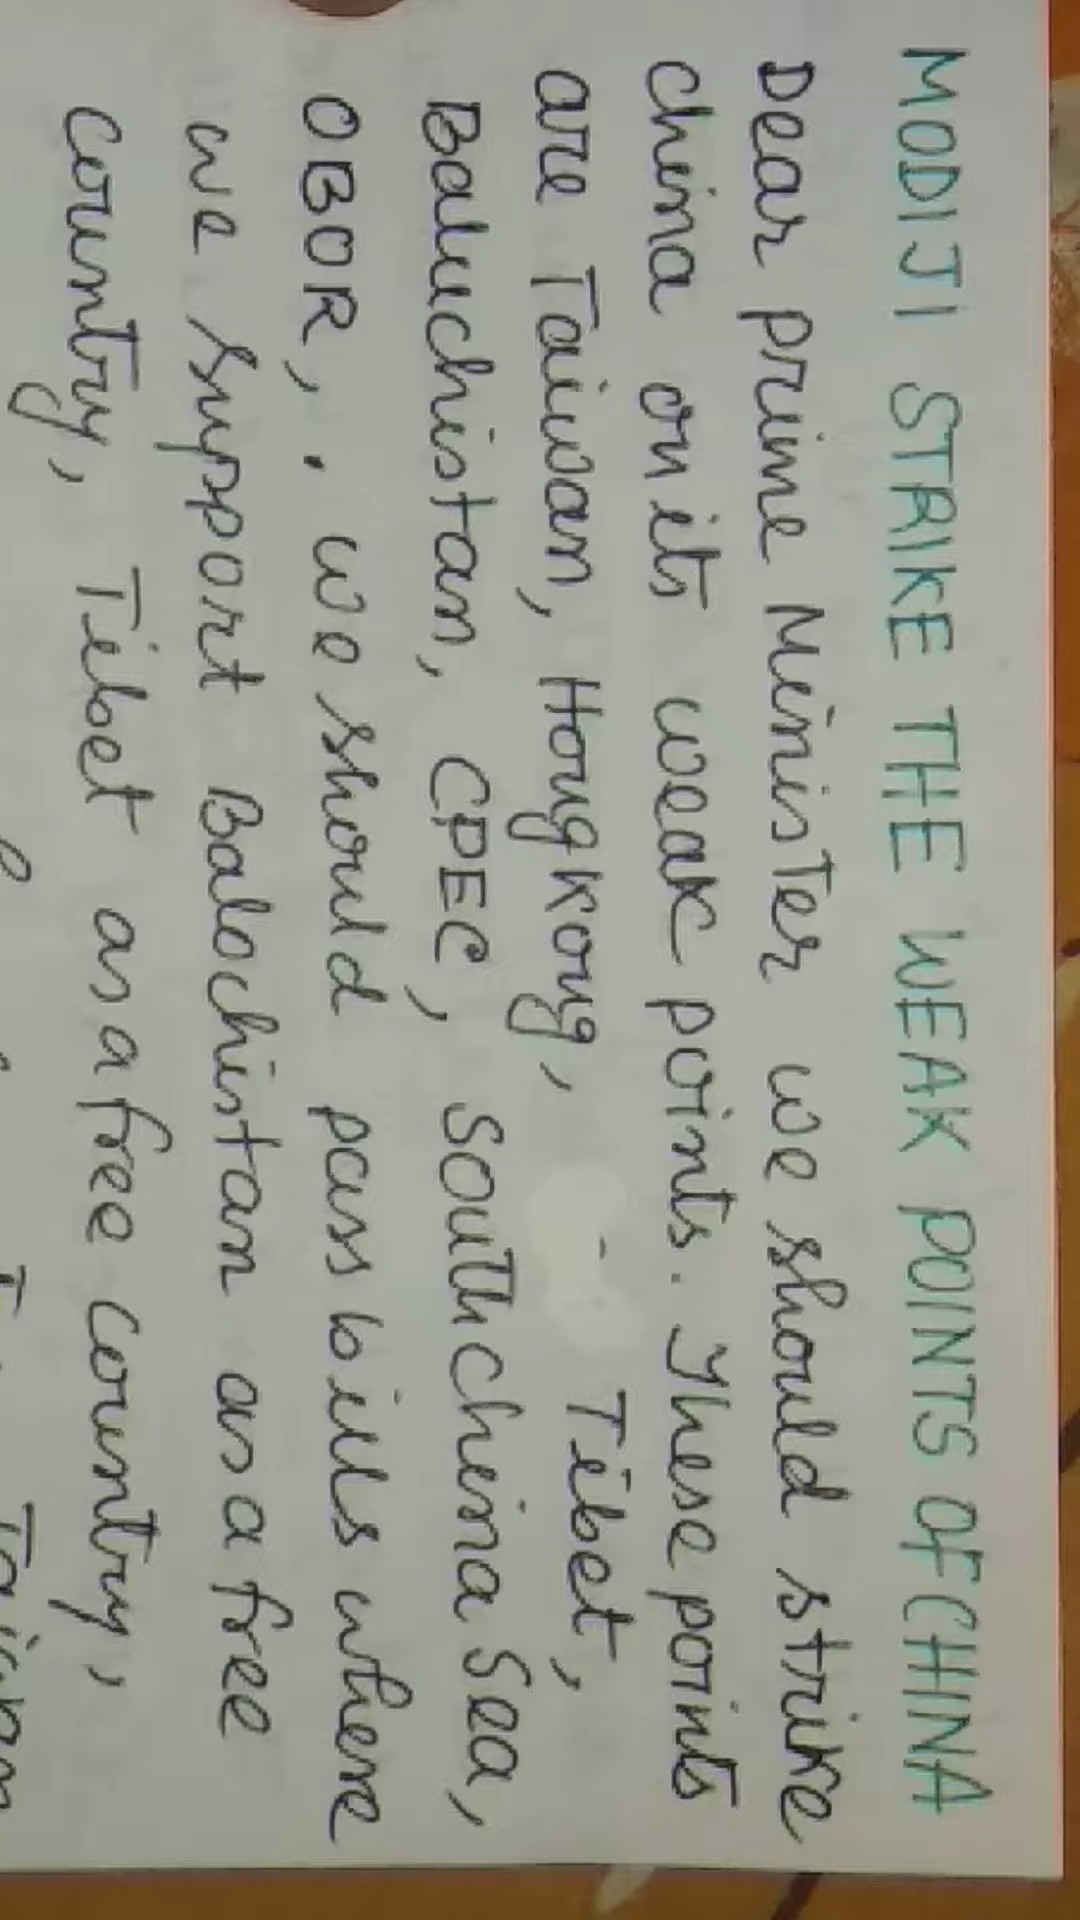 MODIJI STRIKE THE WEAK POINTS OF CHINA
Dear prime Minister we should strike
China on its weak points. These points
are Taiwan, Hongkong, - Tibet,
Baluchistan, CPEC, South China Sea,
OBOR, . we should pass bills where
we support Balochistan as a free
country, Tibet as a free country,